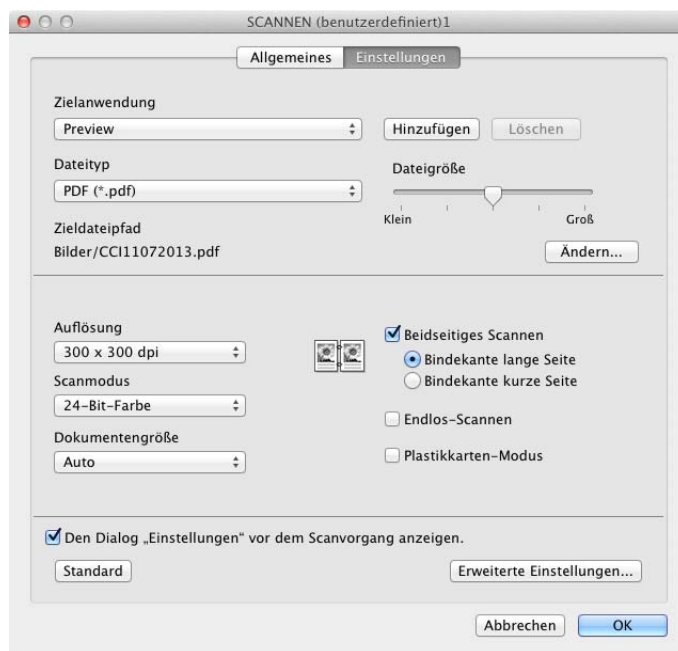 SCANNEN (benutzerdefiniert)1
Allgemeines Einstellungen
Zielanwendung
Preview Hinzufügen Löschen
Dateityp Dateigröße
PDF (*.pdf)
Klein Groß
Zieldateipfad
Bilder/CCI11072013.pdf Ändern...
Auflösung
300 x 300 dpi
Scanmodus
24-Bit-Farbe
Dokumentengröße
Auto
Beidseitiges Scannen
Bindekante lange Seite
Bindekante kurze Seite
Endlos-Scannen
Plastikkarten-Modus
Den Dialog „Einstellungen“ vor dem Scanvorgang anzeigen.
Standard Erweiterte Einstellungen...
Abbrechen OK